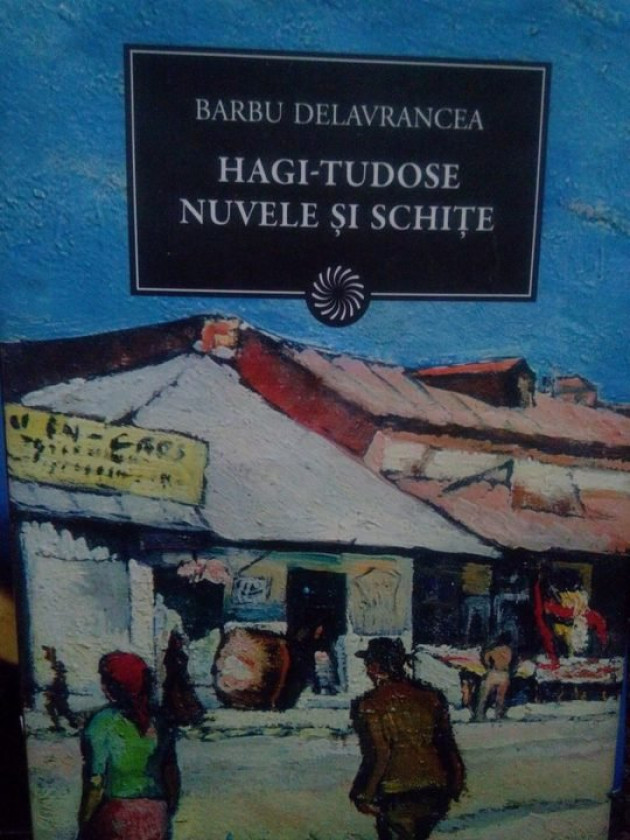 BARBU DELAVRANCEA
HAGI-TUDOSE
NUVELE ȘI SCHIȚE